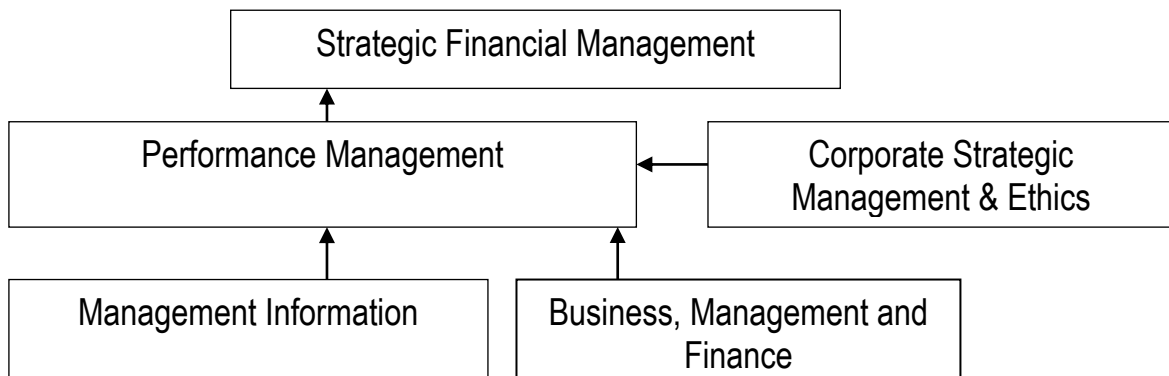 Strategic Financial Management
Performance Management
Corporate Strategic
Management & Ethics
Management Information
Business, Management and
Finance